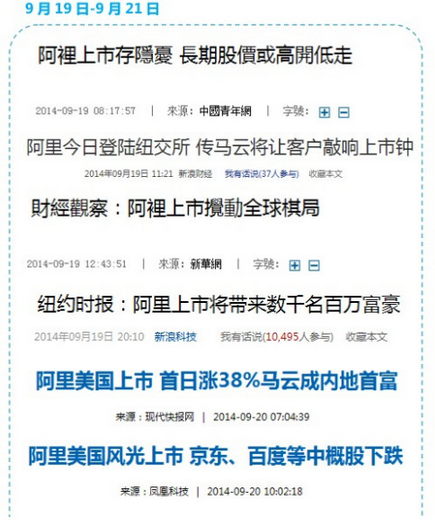 9月19日-9月21日
阿裡上市存隱憂 長期股價或高開低走
2014-09-19 08:17:57 | 來源：中國青年網 | 字號：
阿里今日登陆纽交所 传马云将让客户敲响上市钟
2014年09月19日 11:21 新浪财经 我有话说(37人参与) 收藏本文
財經觀察：阿裡上市攪動全球棋局
2014-09-19 12:43:51 | 來源：新華網 | 字號：
纽约时报：阿里上市将带来数千名百万富豪
2014年09月19日 20:10 新浪科技 我有话说(10,495人参与) 收藏本文
阿里美国上市 首日涨38%马云成内地首富
来源：现代快报网 | 2014-09-20 07:04:39
阿里美国风光上市 京东、百度等中概股下跌
来源：凤凰科技 | 2014-09-20 10:02:18